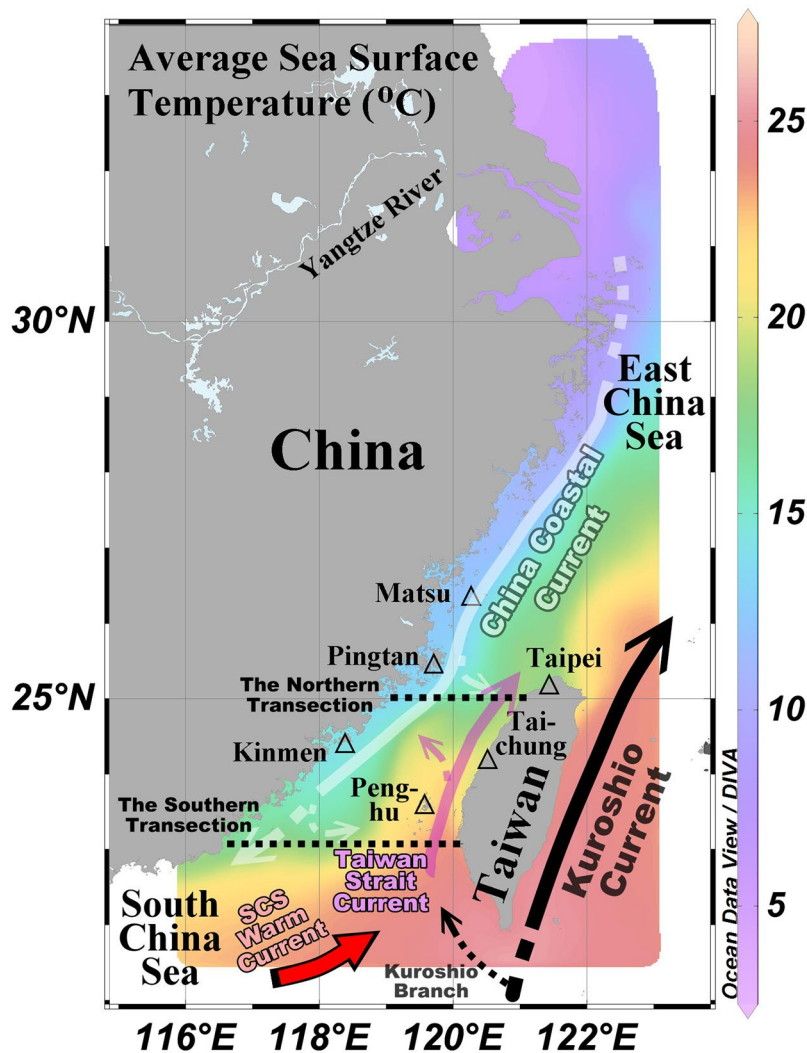 Average Sea Surface
Temperature (°C)
Yangtze River
China
East
China
Sea
China Coastal
Current
Matsu
Pingtan
Taipei
The Northern
Transection
Kinmen
Tai-
chung
Peng-
hu
The Southern
Transection
Taiwan
Kuroshio
Current
Taiwan
Strait
Current
South
China
Sea
SCS
Warm
Current
Kuroshio
Branch
30°N
25°N
116°E
118°E
120°E
122°E
25
20
15
10
5
Ocean Data View / DIVA